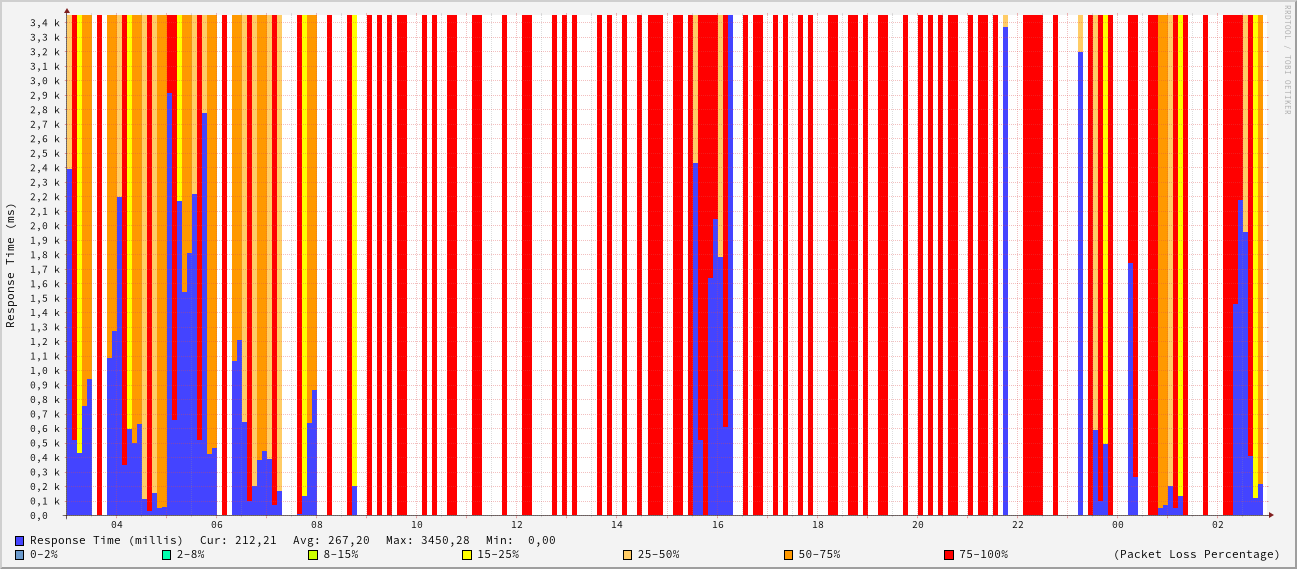 RRDTOOL / TOBI OETIKER
Response Time (ms)
3,4 k
3,3 k
3,2 k
3,1 k
3,0 k
2,9 k
2,8 k
2,7 k
2,6 k
2,5 k
2,4 k
2,3 k
2,2 k
2,1 k
2,0 k
1,9 k
1,8 k
1,7 k
1,6 k
1,5 k
1,4 k
1,3 k
1,2 k
1,1 k
1,0 k
0,9 k
0,8 k
0,7 k
0,6 k
0,5 k
0,4 k
0,3 k
0,2 k
0,1 k
0,0
04 06 08 10 12 14 16 18 20 22 00 02
Response Time (millis) Cur: 212,21 Avg: 267,20 Max: 3450,28 Min: 0,00
0-2% 2-8% 8-15% 15-25% 25-50% 50-75% 75-100% (Packet Loss Percentage)